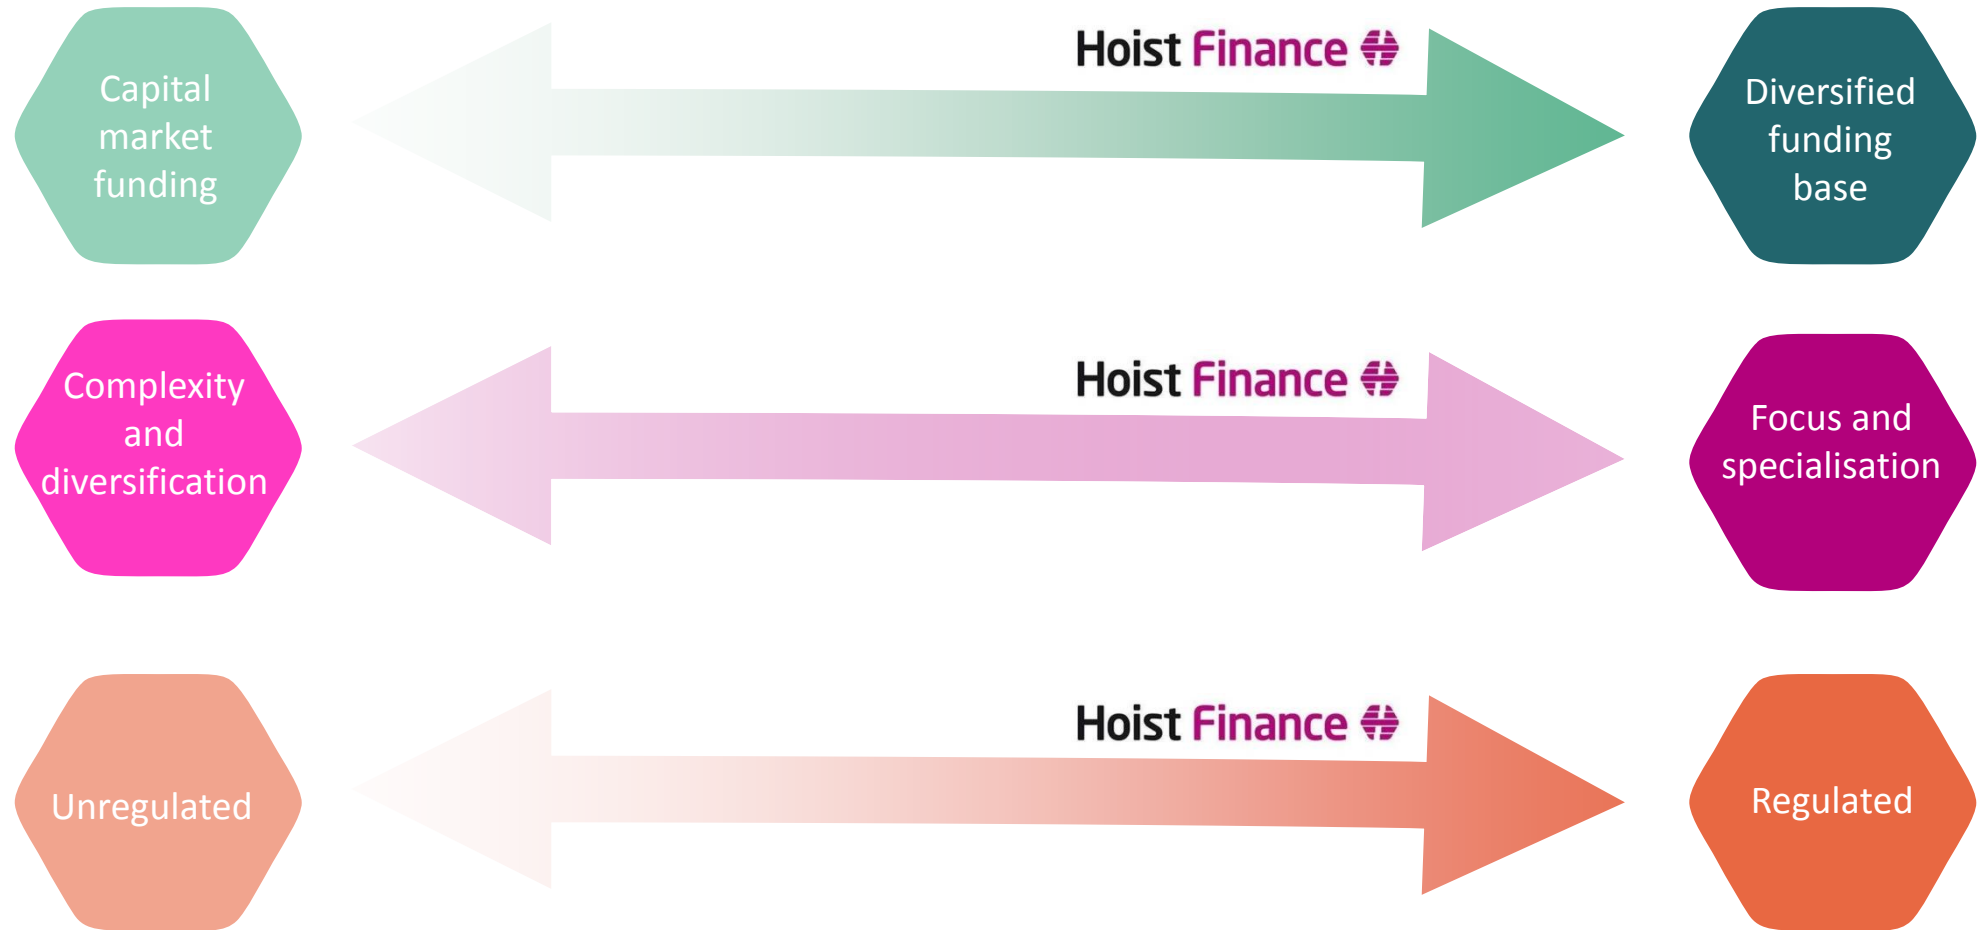 Capital
market
funding
Hoist Finance
Diversified
funding
base
Complexity
and
diversification
Hoist Finance
Focus and
specialisation
Unregulated
Hoist Finance
Regulated